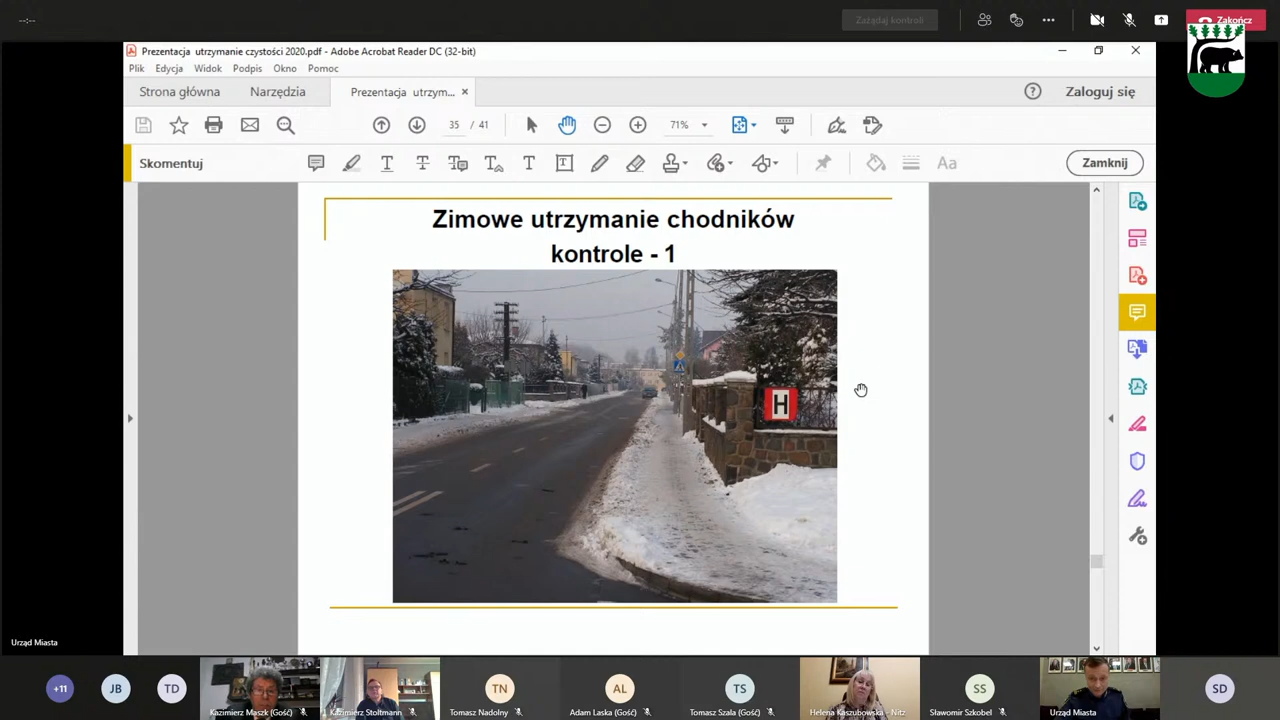 --:--
Zażądaj kontroli
Zakończ
Prezentacja utrzymanie czystości 2020.pdf - Adobe Acrobat Reader DC (32-bit)
Plik Edycja Widok Podpis Okno Pomoc
Strona główna Narzędzia Prezentacja utrzym... × Zaloguj się
35 / 41 71%
Skomentuj Aa Zamknij
Zimowe utrzymanie chodników
kontrole - 1
H
Urząd Miasta
+11 JB TD TN AL TS SS SD
Kazimierz Maszk (Gość) Kazimierz Stoltmann Tomasz Nadolny Adam Laska (Gość) Tomasz Szala (Gość) Helena Kaszubowska - Nitz Sławomir Szkobel Urząd Miasta